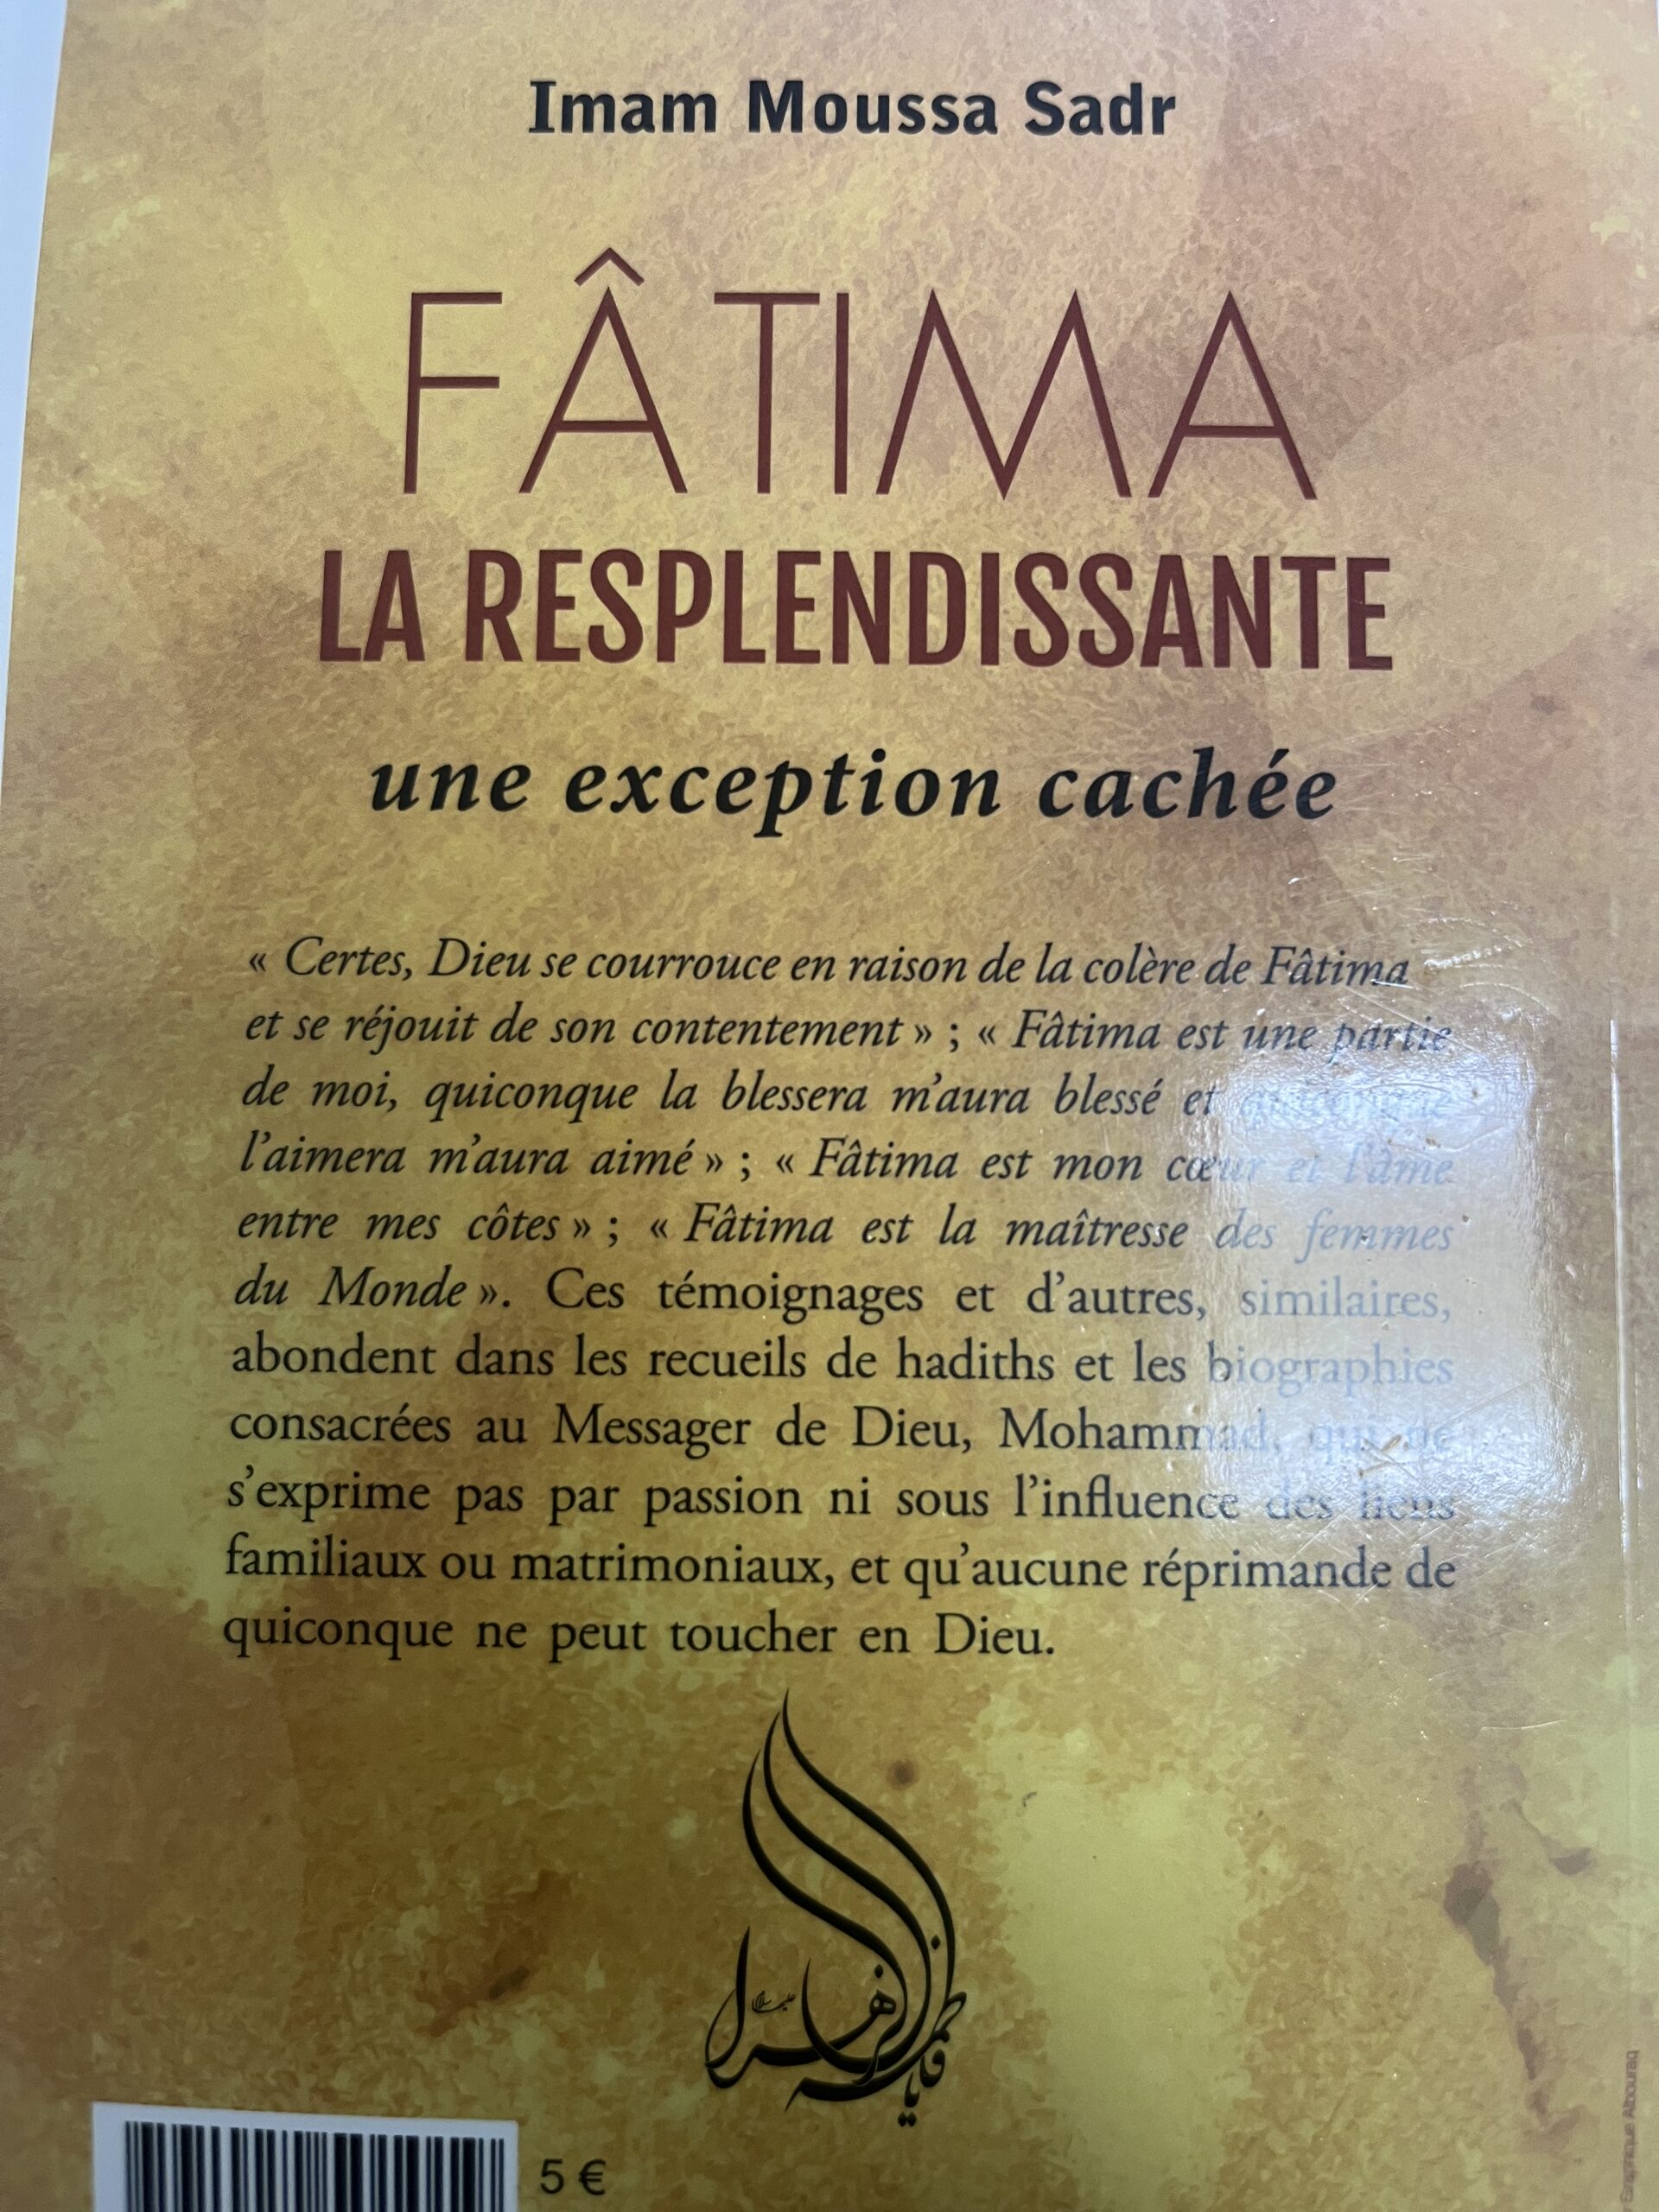 Imam Moussa Sadr
FÂTIMA
LA RESPLENDISSANTE
une exception cachée
« Certes, Dieu se courrouce en raison de la colère de Fâtima
et se réjouit de son contentement » ; « Fâtima est une partie
de moi, quiconque la blessera m'aura blessé et quiconque
l'aimera m'aura aimé » ; « Fâtima est mon cœur et l'âme
entre mes côtes » ; « Fâtima est la maîtresse des femmes
du Monde ». Ces témoignages et d'autres, similaires,
abondent dans les recueils de hadiths et les biographies
consacrées au Messager de Dieu, Mohammad, qui ne
s'exprime pas par passion ni sous l'influence des liens
familiaux ou matrimoniaux, et qu'aucune réprimande de
quiconque ne peut toucher en Dieu.
يا فاطمة الزهراء
5 €
Graphique Albouraq